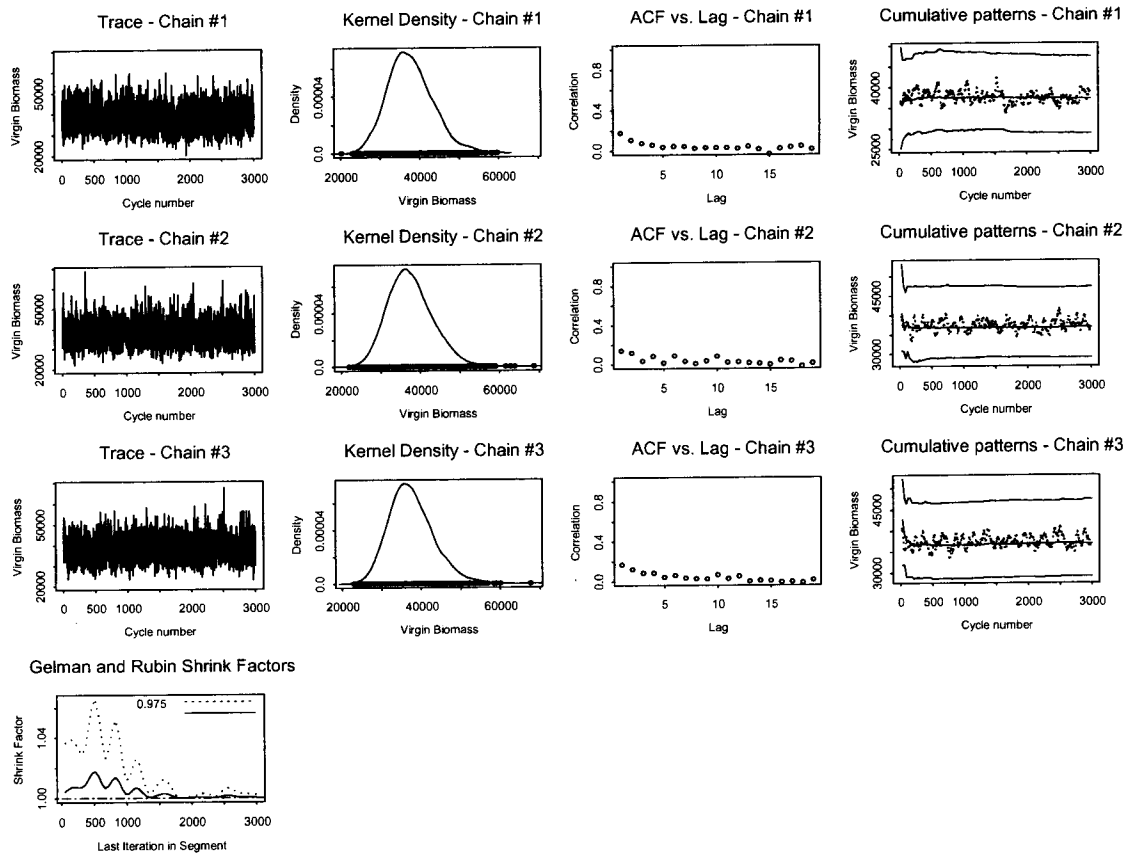 Trace - Chain #1
Virgin Biomass
20000 50000
0 500 1000 2000 3000
Cycle number
Kernel Density - Chain #1
Density
0.0 0.00004
20000 40000 60000
Virgin Biomass
ACF vs. Lag - Chain #1
Correlation
0.0 0.4 0.8
5 10 15
Lag
Cumulative patterns - Chain #1
Virgin Biomass
25000 40000
0 500 1000 2000 3000
Cycle number
Trace - Chain #2
Virgin Biomass
20000 50000
0 500 1000 2000 3000
Cycle number
Kernel Density - Chain #2
Density
0.0 0.00004
20000 40000 60000
Virgin Biomass
ACF vs. Lag - Chain #2
Correlation
0.0 0.4 0.8
5 10 15
Lag
Cumulative patterns - Chain #2
Virgin Biomass
30000 45000
0 500 1000 2000 3000
Cycle number
Trace - Chain #3
Virgin Biomass
20000 50000
0 500 1000 2000 3000
Cycle number
Kernel Density - Chain #3
Density
0.0 0.00004
20000 40000 60000
Virgin Biomass
ACF vs. Lag - Chain #3
Correlation
0.0 0.4 0.8
5 10 15
Lag
Cumulative patterns - Chain #3
Virgin Biomass
30000 45000
0 500 1000 2000 3000
Cycle number
Gelman and Rubin Shrink Factors
Shrink Factor
1.00 1.04
0.975
0 500 1000 2000 3000
Last Iteration in Segment